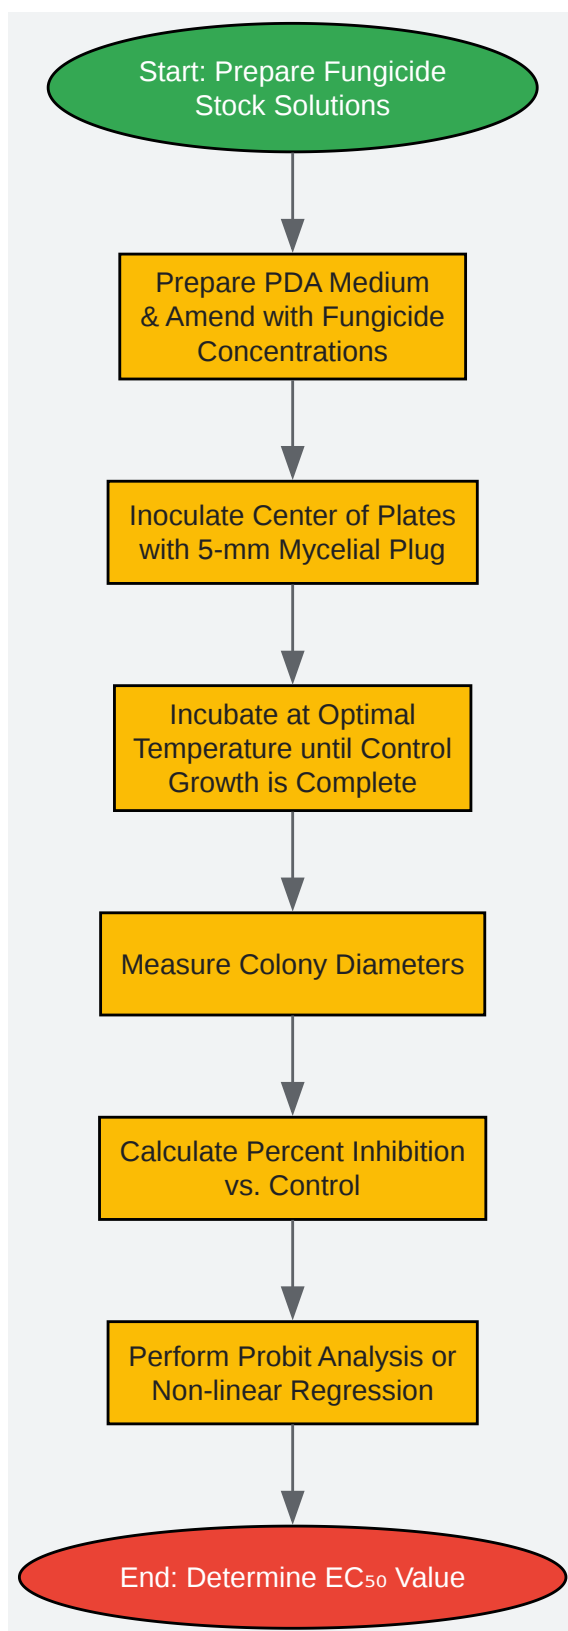 Start: Prepare Fungicide
Stock Solutions
Prepare PDA Medium
& Amend with Fungicide
Concentrations
Inoculate Center of Plates
with 5-mm Mycelial Plug
Incubate at Optimal
Temperature until Control
Growth is Complete
Measure Colony Diameters
Calculate Percent Inhibition
vs. Control
Perform Probit Analysis or
Non-linear Regression
End: Determine EC₅₀ Value